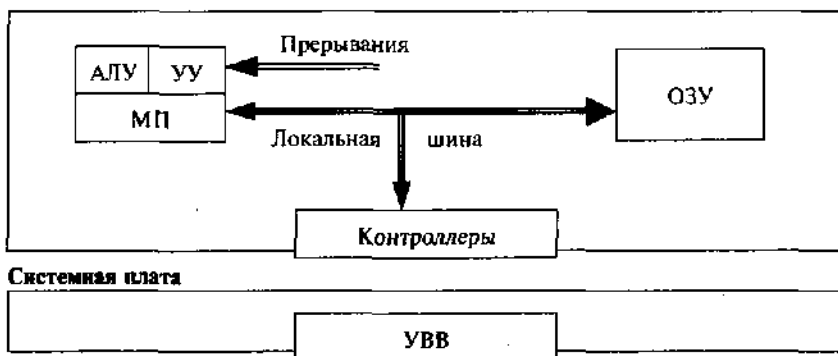 Прерывания
АЛУ УУ
МП
ОЗУ
Локальная шина
Контроллеры
Системная плата
УВВ